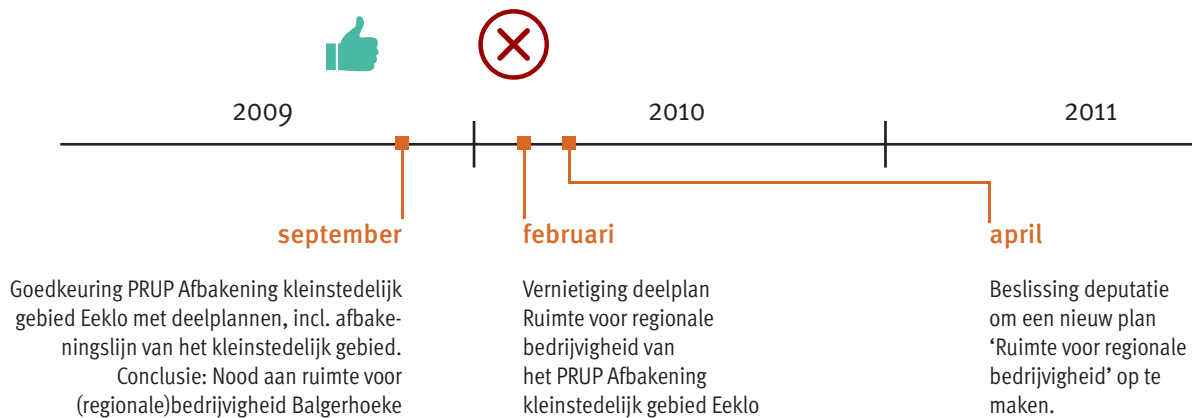 2009
2010
2011
september
Goedkeuring PRUP Afbakening kleinstedelijk
gebied Eeklo met deelplannen, incl. afbake-
ningslijn van het kleinstedelijk gebied.
Conclusie: Nood aan ruimte voor
(regionale)bedrijvigheid Balgerhoeke
februari
Vernietiging deelplan
Ruimte voor regionale
bedrijvigheid van
het PRUP Afbakening
kleinstedelijk gebied Eeklo
april
Beslissing deputatie
om een nieuw plan
‘Ruimte voor regionale
bedrijvigheid’ op te
maken.